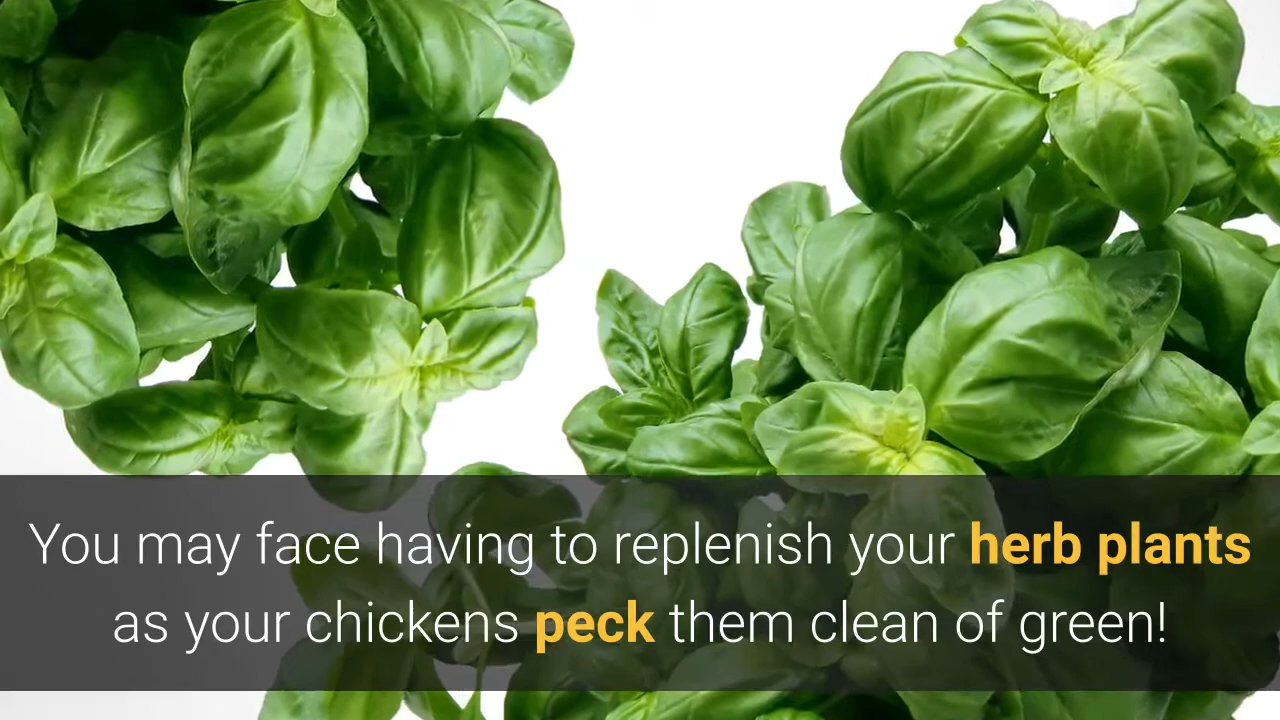 You may face having to replenish your herb plants
as your chickens peck them clean of green!